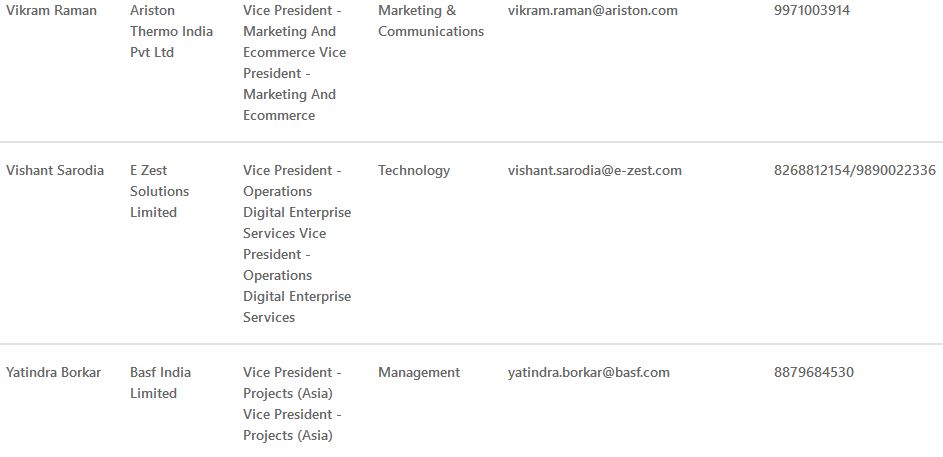 Vikram Raman Ariston Vice President - Marketing & vikram.raman@ariston.com 9971003914
Thermo India Marketing And Communications
Pvt Ltd Ecommerce Vice
President -
Marketing And
Ecommerce
Vishant Sarodia E Zest Vice President - Technology vishant.sarodia@e-zest.com 8268812154/9890022336
Solutions Operations
Limited Digital Enterprise
Services Vice
President -
Operations
Digital Enterprise
Services
Yatindra Borkar Basf India Vice President - Management yatindra.borkar@basf.com 8879684530
Limited Projects (Asia)
Vice President -
Projects (Asia)